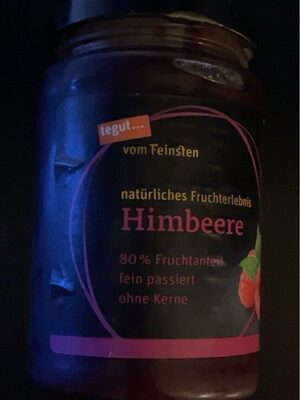 tegut...
vom Feinsten
natürliches Fruchterlebnis
Himbeere
80% Fruchtanteil
fein passiert
ohne Kerne